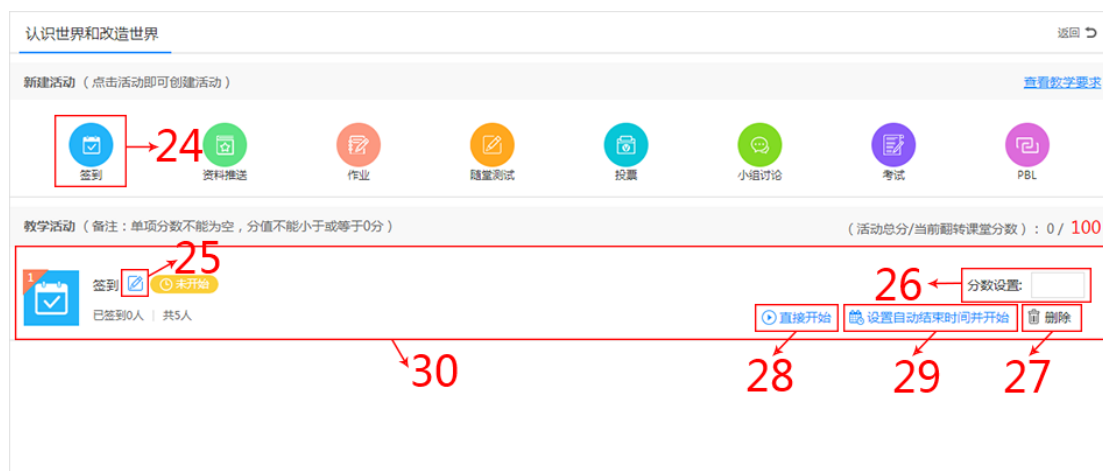 认识世界和改造世界 返回
新建活动（点击活动即可创建活动） 查看教学要求
24
签到 资料推送 作业 随堂测试 投票 小组讨论 考试 PBL
教学活动（备注：单项分数不能为空，分值不能小于或等于0分） （活动总分/当前翻转课堂分数）: 0 / 100
25
1 签到 未开始 26 分数设置:
已签到0人 | 共5人 直接开始 设置自动结束时间并开始 删除
30 28 29 27